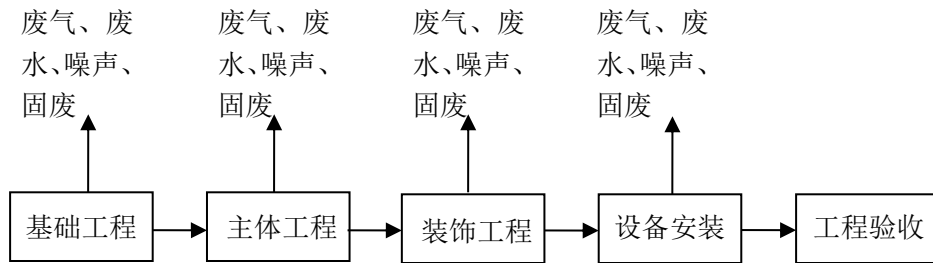 废气、废
水、噪声、
固废
废气、废
水、噪声、
固废
废气、废
水、噪声、
固废
废气、废
水、噪声、
固废
基础工程
主体工程
装饰工程
设备安装
工程验收